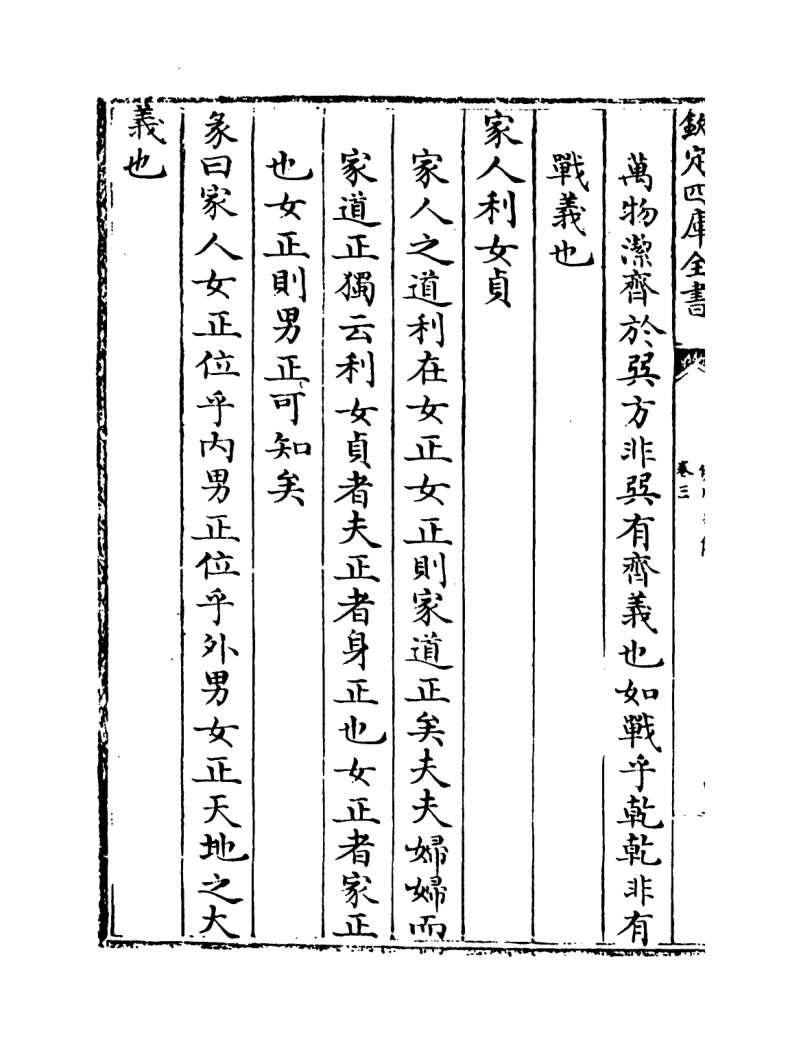 欽定四庫全書
卷三
萬物潔齊於巽方非巽有齊義也如戰乎乾乾非有
戰義也
家人利女貞
家人之道利在女正女正則家道正矣夫夫婦婦而
家道正獨云利女貞者夫正者身正也女正者家正
也女正則男正可知矣
彖曰家人女正位乎內男正位乎外男女正天地之大
義也